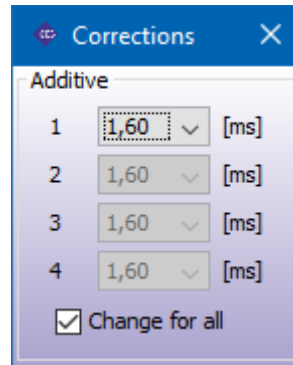 Corrections
Additive
1 1,60 [ms]
2 1,60 [ms]
3 1,60 [ms]
4 1,60 [ms]
Change for all